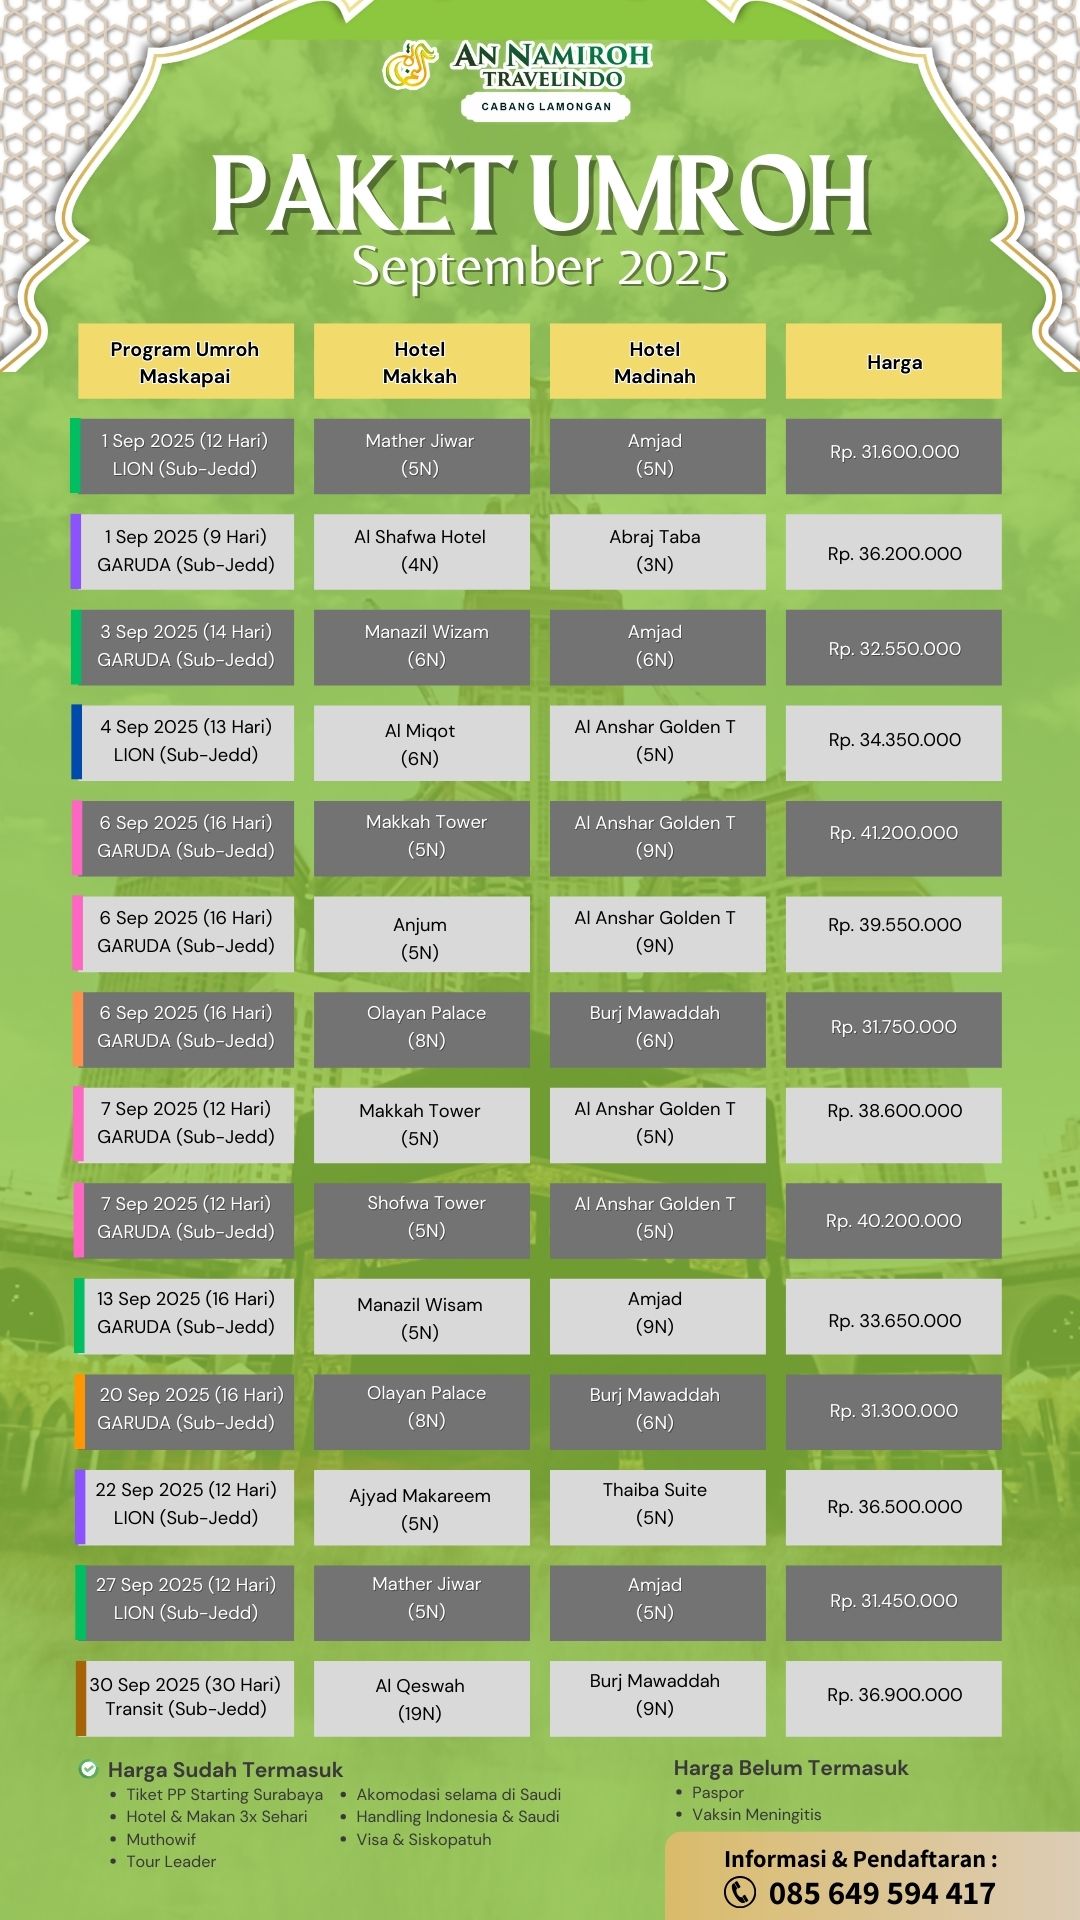 AN NAMIROH
TRAVELINDO
CABANG LAMONGAN
PAKET UMROH
September 2025
Program Umroh
Maskapai
Hotel
Makkah
Hotel
Madinah
Harga
1 Sep 2025 (12 Hari)
LION (Sub-Jedd)
Mather Jiwar
(5N)
Amjad
(5N)
Rp. 31.600.000
1 Sep 2025 (9 Hari)
GARUDA (Sub-Jedd)
Al Shafwa Hotel
(4N)
Abraj Taba
(3N)
Rp. 36.200.000
3 Sep 2025 (14 Hari)
GARUDA (Sub-Jedd)
Manazil Wizam
(6N)
Amjad
(6N)
Rp. 32.550.000
4 Sep 2025 (13 Hari)
LION (Sub-Jedd)
Al Miqot
(6N)
Al Anshar Golden T
(5N)
Rp. 34.350.000
6 Sep 2025 (16 Hari)
GARUDA (Sub-Jedd)
Makkah Tower
(5N)
Al Anshar Golden T
(9N)
Rp. 41.200.000
6 Sep 2025 (16 Hari)
GARUDA (Sub-Jedd)
Anjum
(5N)
Al Anshar Golden T
(9N)
Rp. 39.550.000
6 Sep 2025 (16 Hari)
GARUDA (Sub-Jedd)
Olayan Palace
(8N)
Burj Mawaddah
(6N)
Rp. 31.750.000
7 Sep 2025 (12 Hari)
GARUDA (Sub-Jedd)
Makkah Tower
(5N)
Al Anshar Golden T
(5N)
Rp. 38.600.000
7 Sep 2025 (12 Hari)
GARUDA (Sub-Jedd)
Shofwa Tower
(5N)
Al Anshar Golden T
(5N)
Rp. 40.200.000
13 Sep 2025 (16 Hari)
GARUDA (Sub-Jedd)
Manazil Wisam
(5N)
Amjad
(9N)
Rp. 33.650.000
20 Sep 2025 (16 Hari)
GARUDA (Sub-Jedd)
Olayan Palace
(8N)
Burj Mawaddah
(6N)
Rp. 31.300.000
22 Sep 2025 (12 Hari)
LION (Sub-Jedd)
Ajyad Makareem
(5N)
Thaiba Suite
(5N)
Rp. 36.500.000
27 Sep 2025 (12 Hari)
LION (Sub-Jedd)
Mather Jiwar
(5N)
Amjad
(5N)
Rp. 31.450.000
30 Sep 2025 (30 Hari)
Transit (Sub-Jedd)
Al Qeswah
(19N)
Burj Mawaddah
(9N)
Rp. 36.900.000
Harga Sudah Termasuk
• Tiket PP Starting Surabaya
• Hotel & Makan 3x Sehari
• Muthowif
• Tour Leader
• Akomodasi selama di Saudi
• Handling Indonesia & Saudi
• Visa & Siskopatuh
Harga Belum Termasuk
• Paspor
• Vaksin Meningitis
Informasi & Pendaftaran :
085 649 594 417